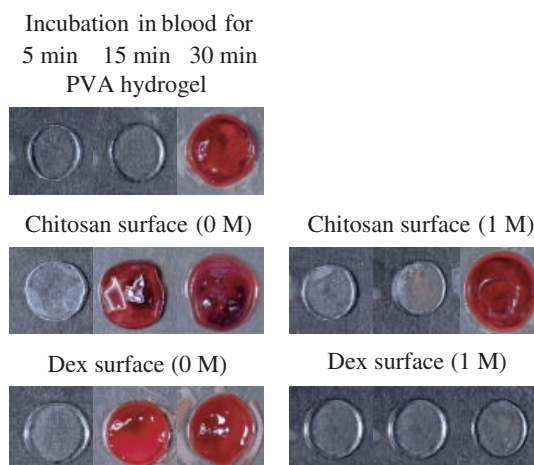 Incubation in blood for
5 min 15 min 30 min
PVA hydrogel
Chitosan surface (0 M)
Chitosan surface (1 M)
Dex surface (0 M)
Dex surface (1 M)